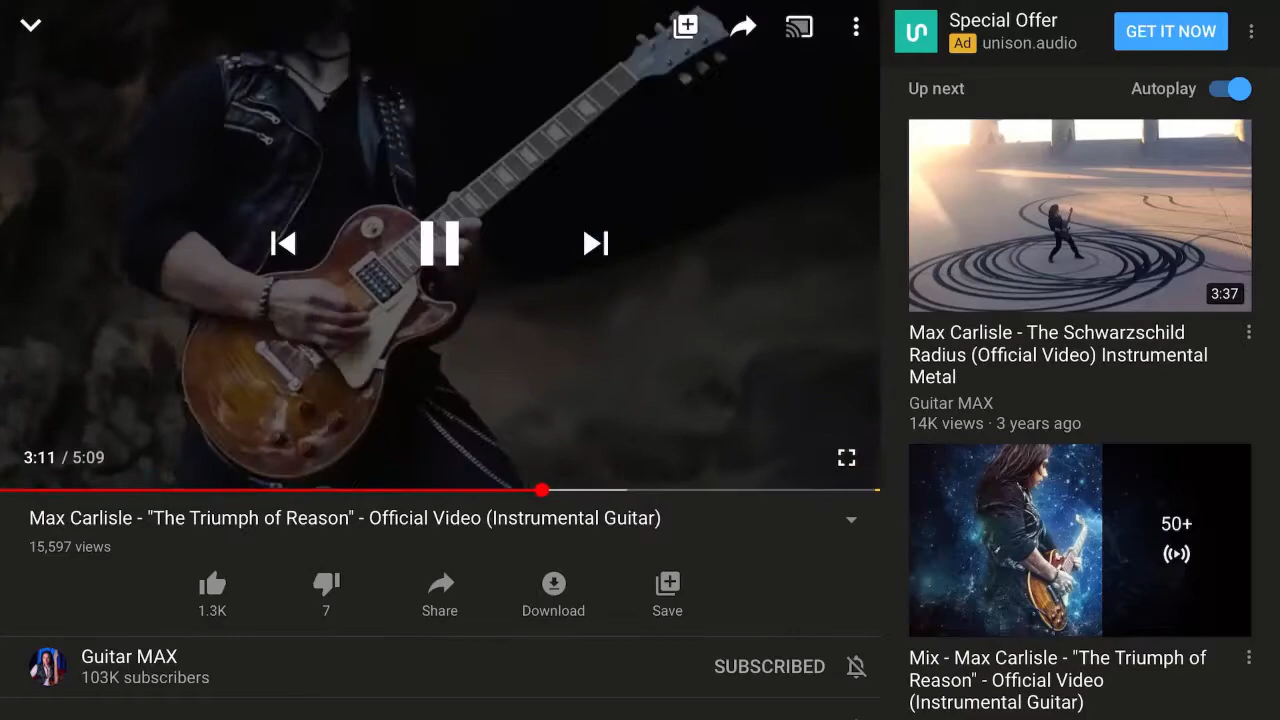 3:11 / 5:09
Max Carlisle - "The Triumph of Reason" - Official Video (Instrumental Guitar)
15,597 views
1.3K
7
Share
Download
Save
Guitar MAX
103K subscribers
SUBSCRIBED
Special Offer
Ad unison.audio
GET IT NOW
Up next
Autoplay
3:37
Max Carlisle - The Schwarzschild
Radius (Official Video) Instrumental
Metal
Guitar MAX
14K views · 3 years ago
50+
Mix - Max Carlisle - "The Triumph of
Reason" - Official Video
(Instrumental Guitar)